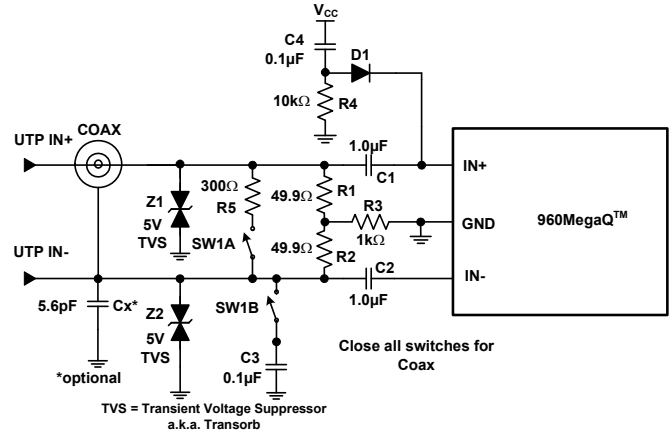 VCC
C4
0.1µF
D1
10kΩ
R4
UTP IN+
COAX
1.0µF
C1
IN+
Z1
5V
TVS
300Ω
R5
SW1A
49.9Ω
R1
R3
1kΩ
GND
960MegaQ™
49.9Ω
R2
UTP IN-
C2
1.0µF
IN-
5.6pF
Cx*
*optional
Z2
5V
TVS
SW1B
C3
0.1µF
Close all switches for
Coax
TVS = Transient Voltage Suppressor
a.k.a. Transorb